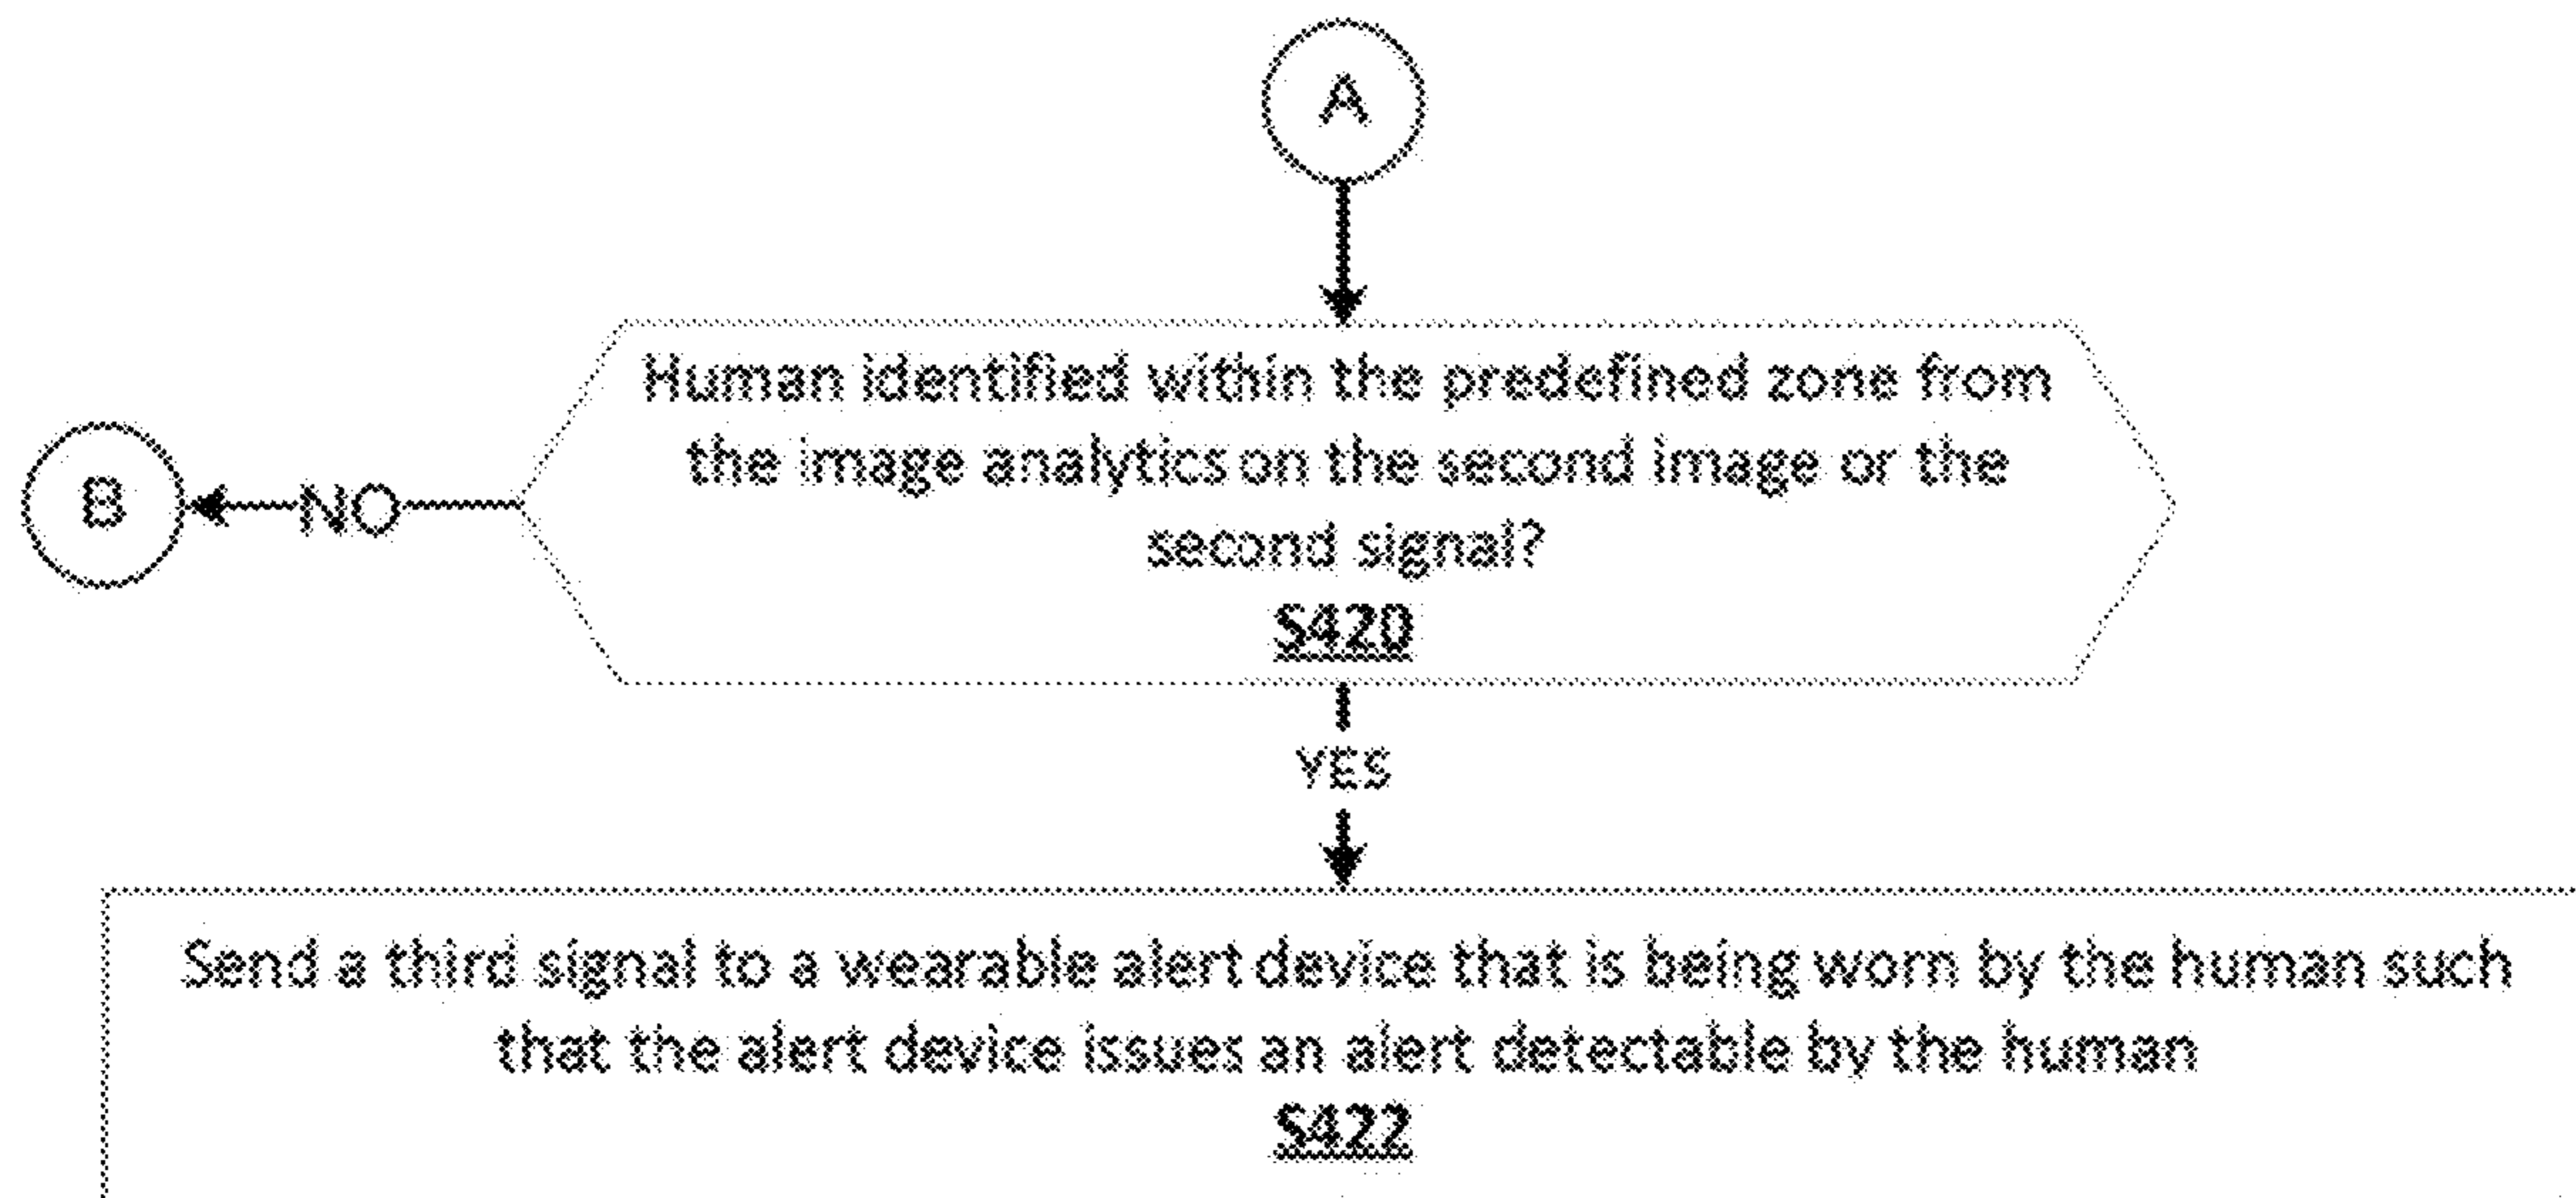 A
Human identified within the predefined zone from
the image analytics on the second image or the
second signal?
S420
B
NO
YES
Send a third signal to a wearable alert device that is being worn by the human such
that the alert device issues an alert detectable by the human
S422